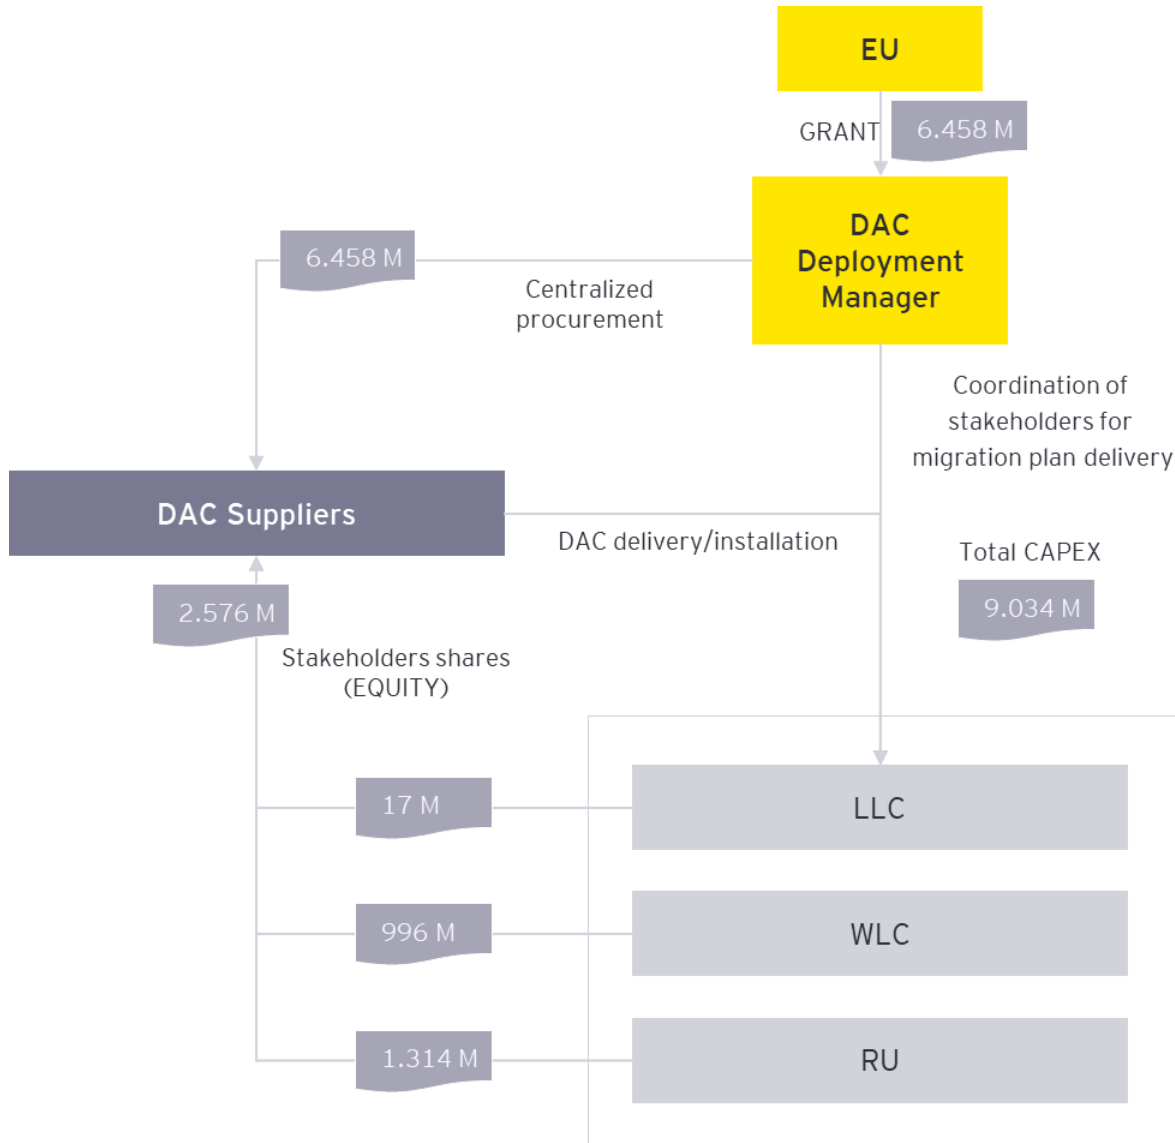 EU
GRANT
6.458 M
DAC
Deployment
Manager
6.458 M
Centralized
procurement
Coordination of
stakeholders for
migration plan delivery
DAC Suppliers
DAC delivery/installation
Total CAPEX
9.034 M
2.576 M
Stakeholders shares
(EQUITY)
17 M
LLC
996 M
WLC
1.314 M
RU